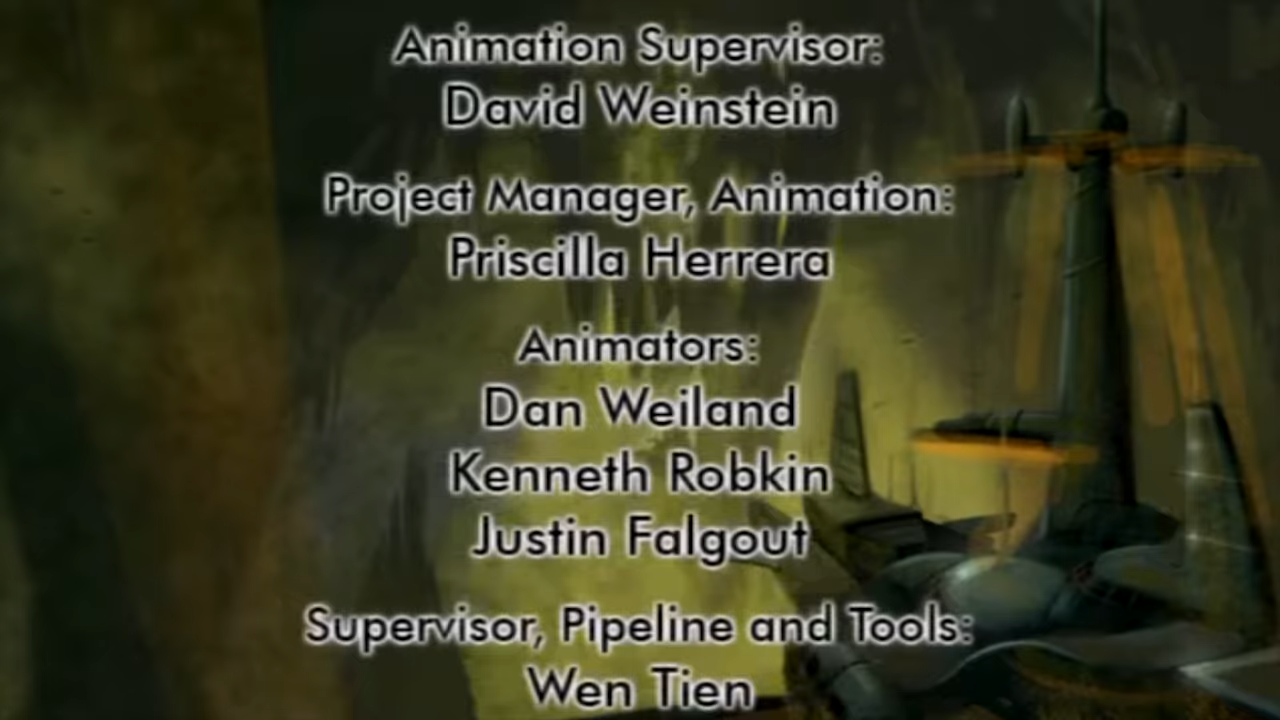 Animation Supervisor:
David Weinstein
Project Manager, Animation:
Priscilla Herrera
Animators:
Dan Weiland
Kenneth Robkin
Justin Falgout
Supervisor, Pipeline and Tools:
Wen Tien